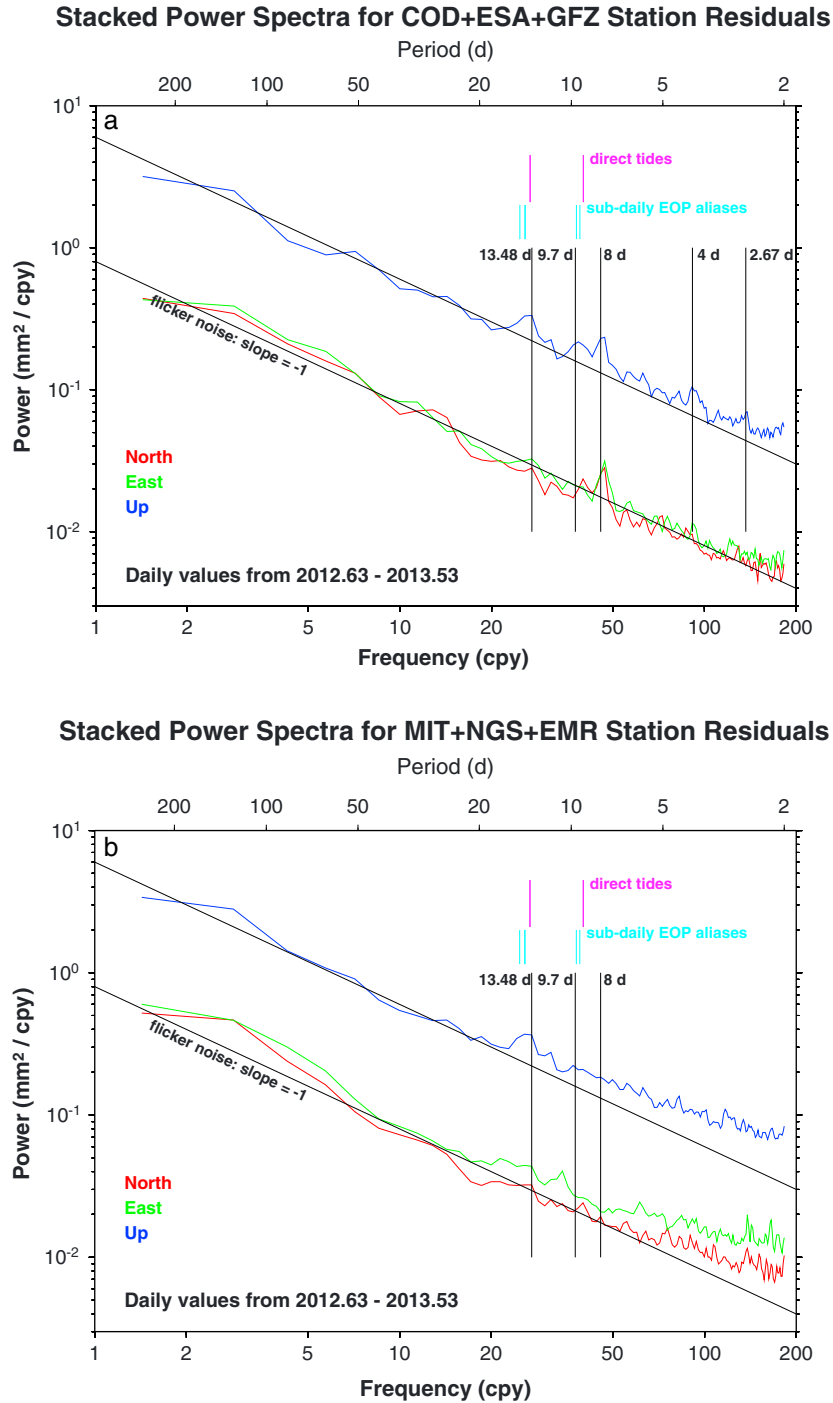 Stacked Power Spectra for COD+ESA+GFZ Station Residuals
Period (d)
200 100 50 20 10 5 2
a
direct tides
sub-daily EOP aliases
13.48 d 9.7 d 8 d 4 d 2.67 d
flicker noise: slope = -1
North
East
Up
Daily values from 2012.63 - 2013.53
Power (mm² / cpy)
10¹
10⁰
10⁻¹
10⁻²
1 2 5 10 20 50 100 200
Frequency (cpy)
Stacked Power Spectra for MIT+NGS+EMR Station Residuals
Period (d)
200 100 50 20 10 5 2
b
direct tides
sub-daily EOP aliases
13.48 d 9.7 d 8 d
flicker noise: slope = -1
North
East
Up
Daily values from 2012.63 - 2013.53
Power (mm² / cpy)
10¹
10⁰
10⁻¹
10⁻²
1 2 5 10 20 50 100 200
Frequency (cpy)